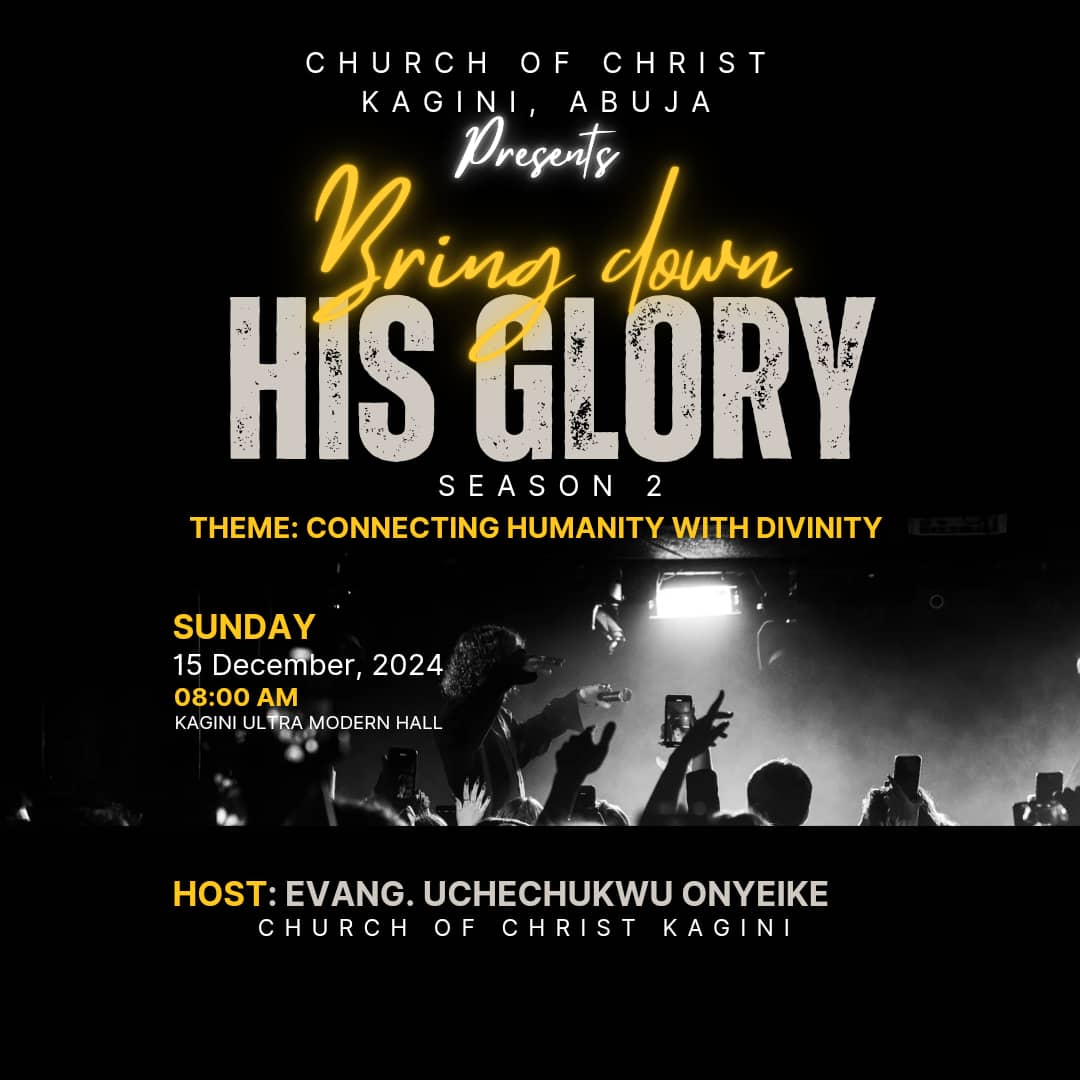 CHURCH OF CHRIST
KAGINI, ABUJA
Presents
Bring down
HIS GLORY
SEASON 2
THEME: CONNECTING HUMANITY WITH DIVINITY
SUNDAY
15 December, 2024
08:00 AM
KAGINI ULTRA MODERN HALL
HOST: EVANG. UCHECHUKWU ONYEIKE
CHURCH OF CHRIST KAGINI